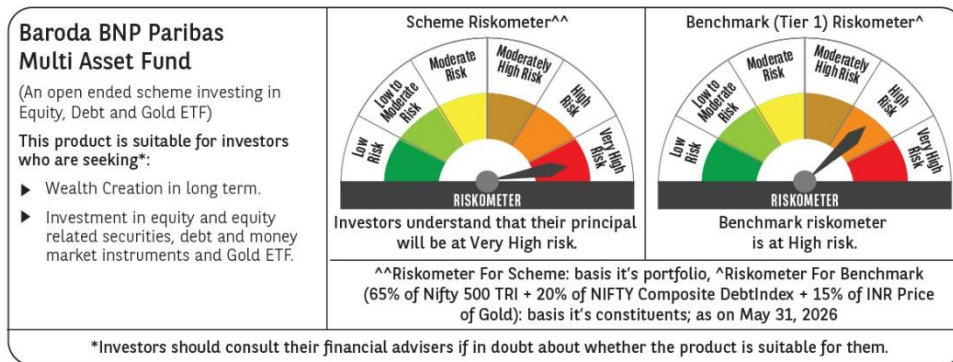 Baroda BNP Paribas
Multi Asset Fund
(An open ended scheme investing in
Equity, Debt and Gold ETF)
This product is suitable for investors
who are seeking*:
▶ Wealth Creation in long term.
▶ Investment in equity and equity
related securities, debt and money
market instruments and Gold ETF.
Scheme Riskometer^^
Low
Risk
Low to
Moderate
Risk
Moderate
Risk
Moderately
High Risk
High
Risk
Very High
Risk
RISKOMETER
Investors understand that their principal
will be at Very High risk.
Benchmark (Tier 1) Riskometer^
Low
Risk
Low to
Moderate
Risk
Moderate
Risk
Moderately
High Risk
High
Risk
Very High
Risk
RISKOMETER
Benchmark riskometer
is at High risk.
^^Riskometer For Scheme: basis it's portfolio, ^Riskometer For Benchmark
(65% of Nifty 500 TRI + 20% of NIFTY Composite DebtIndex + 15% of INR Price
of Gold): basis it's constituents; as on May 31, 2026
*Investors should consult their financial advisers if in doubt about whether the product is suitable for them.